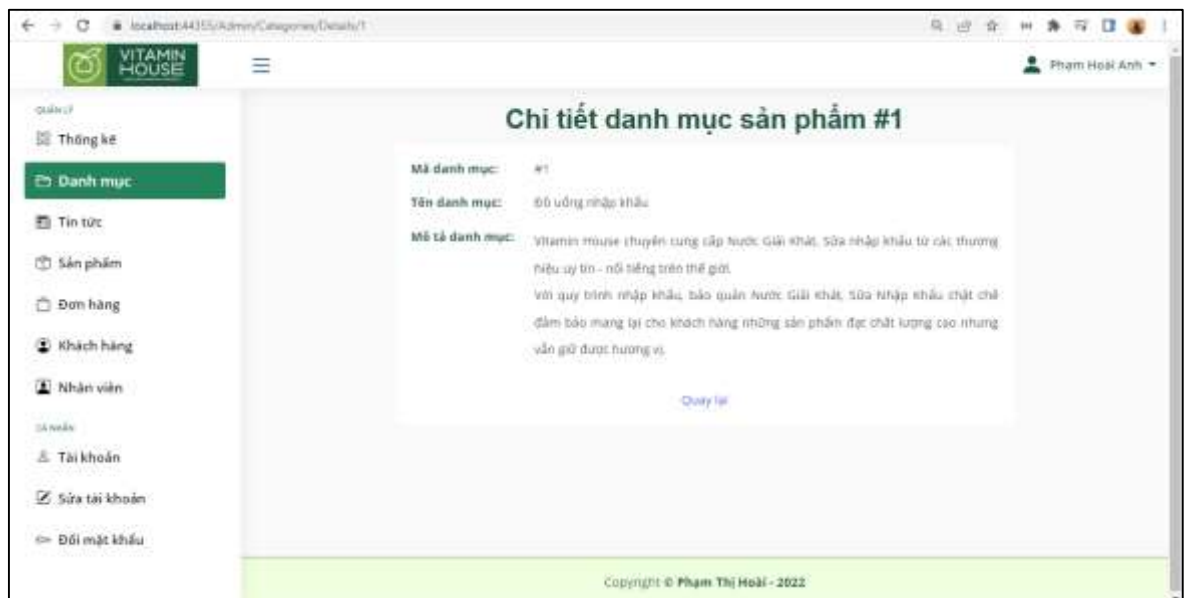 localhost:44355/Admin/Categories/Details/1
VITAMIN
HOUSE
Phạm Hoài Anh
QUẢN LÝ
Thống kê
Danh mục
Tin tức
Sản phẩm
Đơn hàng
Khách hàng
Nhân viên
CÁ NHÂN
Tài khoản
Sửa tài khoản
Đổi mật khẩu
Chi tiết danh mục sản phẩm #1
Mã danh mục: #1
Tên danh mục: Đồ uống nhập khẩu
Mô tả danh mục: Vitamin House chuyên cung cấp Nước Giải Khát, Sữa nhập khẩu từ các thương
hiệu uy tín - nổi tiếng trên thế giới.
Với quy trình nhập khẩu, bảo quản Nước Giải Khát, Sữa Nhập Khẩu chặt chẽ
đảm bảo mang lại cho khách hàng những sản phẩm đạt chất lượng cao nhưng
vẫn giữ được hương vị.
Quay lại
Copyright © Phạm Thị Hoài - 2022